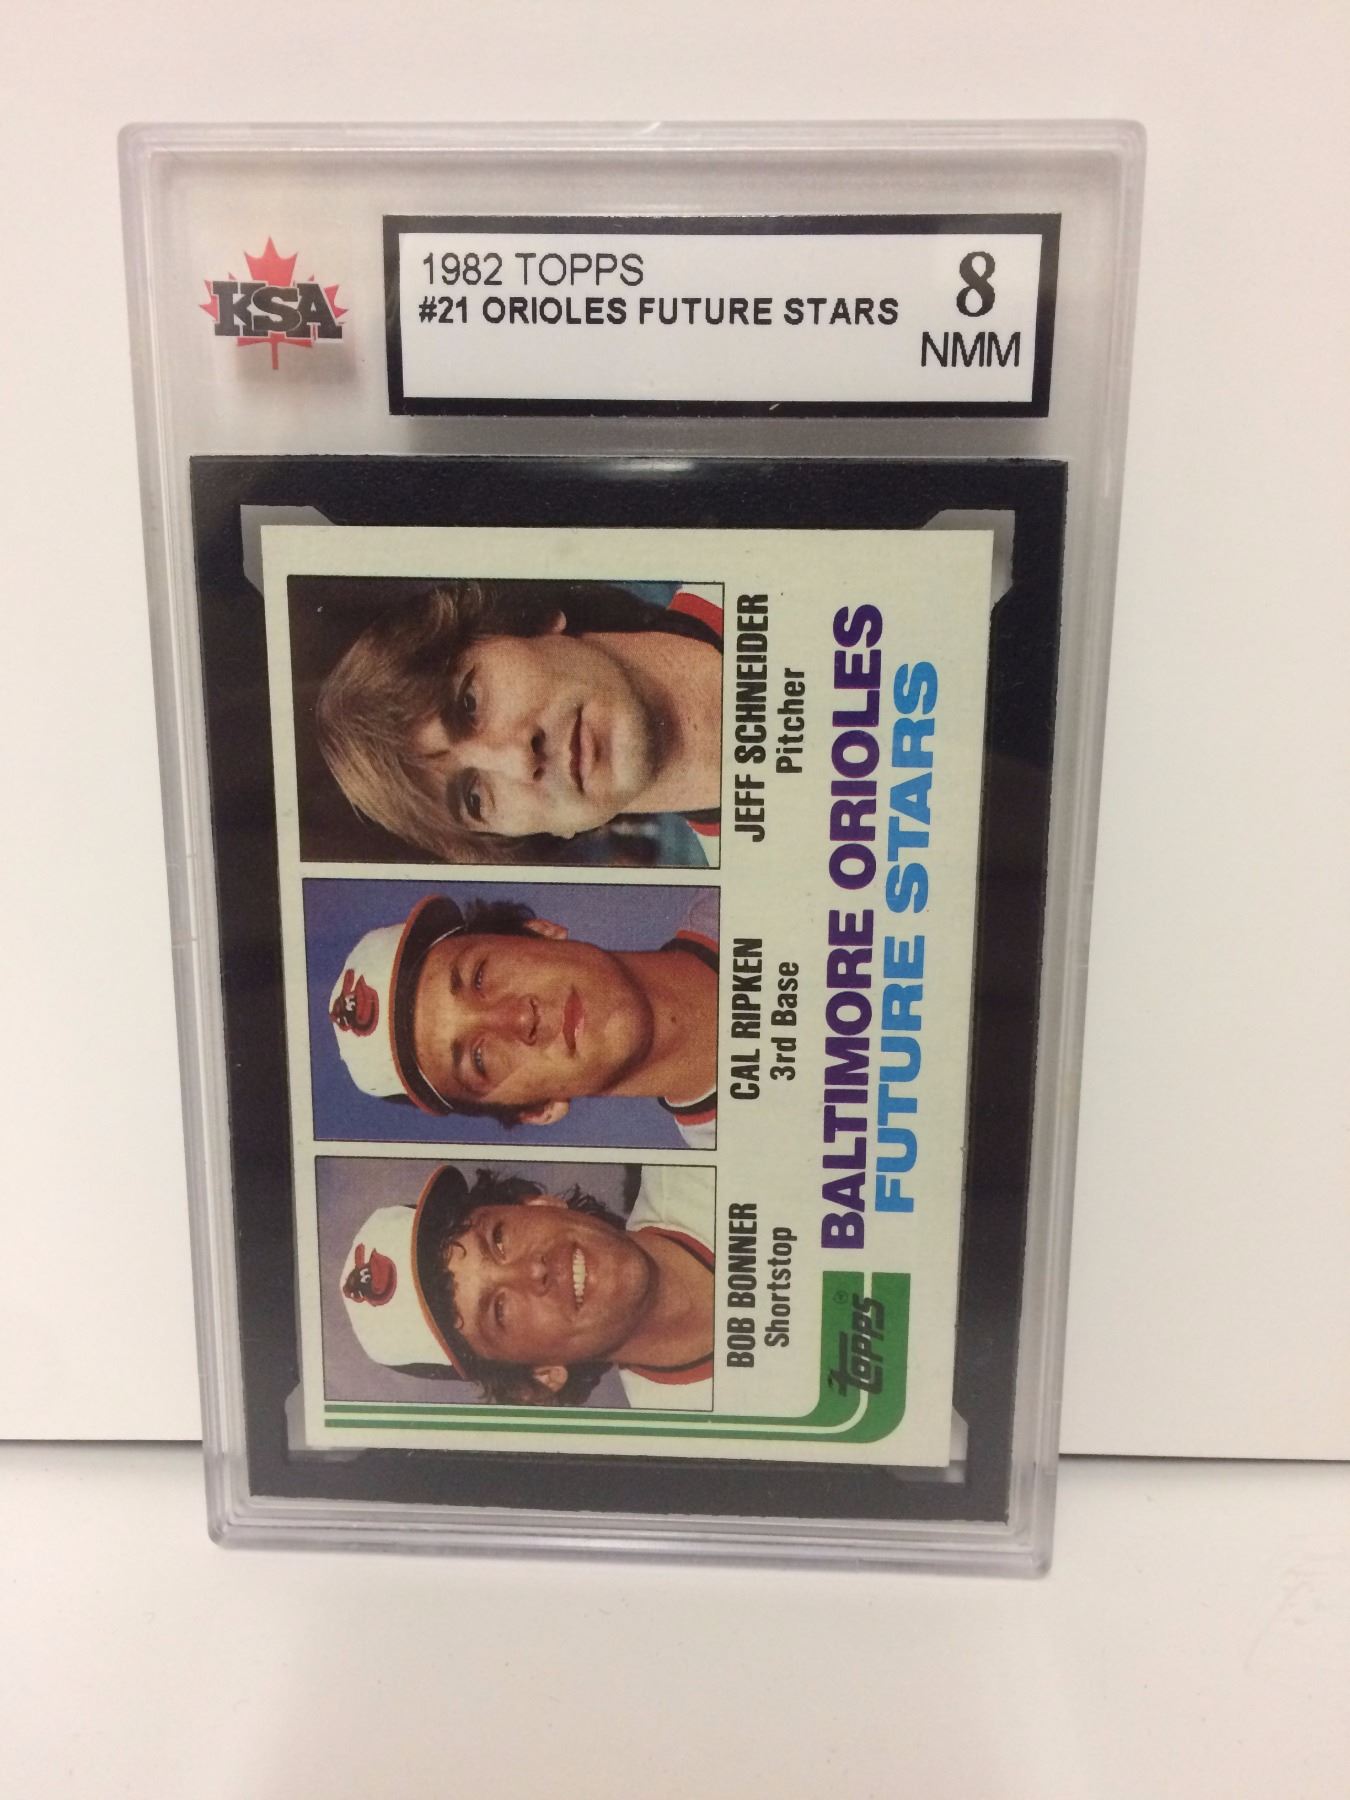 KSA
1982 TOPPS
#21 ORIOLES FUTURE STARS
8
NMM
BOB BONNER
Shortstop
CAL RIPKEN
3rd Base
JEFF SCHNEIDER
Pitcher
topps®
BALTIMORE ORIOLES
FUTURE STARS